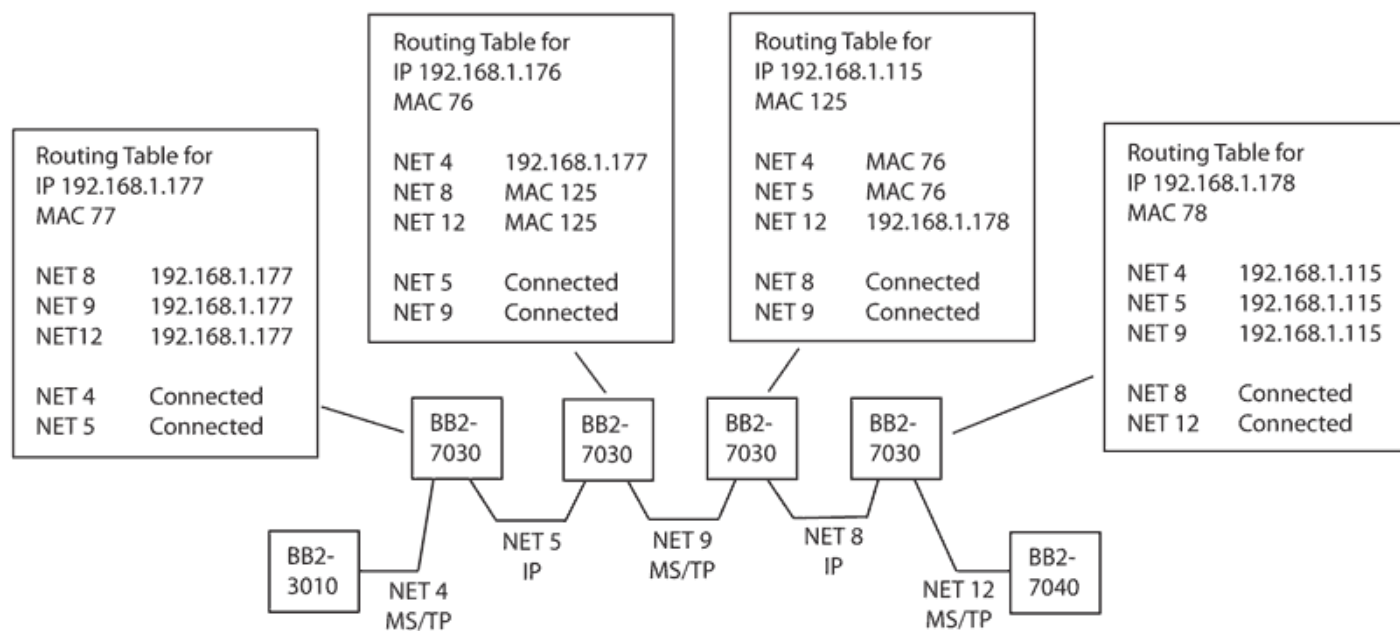 Routing Table for
IP 192.168.1.177
MAC 77
NET 8 192.168.1.177
NET 9 192.168.1.177
NET12 192.168.1.177
NET 4 Connected
NET 5 Connected
Routing Table for
IP 192.168.1.176
MAC 76
NET 4 192.168.1.177
NET 8 MAC 125
NET 12 MAC 125
NET 5 Connected
NET 9 Connected
Routing Table for
IP 192.168.1.115
MAC 125
NET 4 MAC 76
NET 5 MAC 76
NET 12 192.168.1.178
NET 8 Connected
NET 9 Connected
Routing Table for
IP 192.168.1.178
MAC 78
NET 4 192.168.1.115
NET 5 192.168.1.115
NET 9 192.168.1.115
NET 8 Connected
NET 12 Connected
BB2-
7030
BB2-
7030
BB2-
7030
BB2-
7030
BB2-
3010
NET 4
MS/TP
NET 5
IP
NET 9
MS/TP
NET 8
IP
NET 12
MS/TP
BB2-
7040